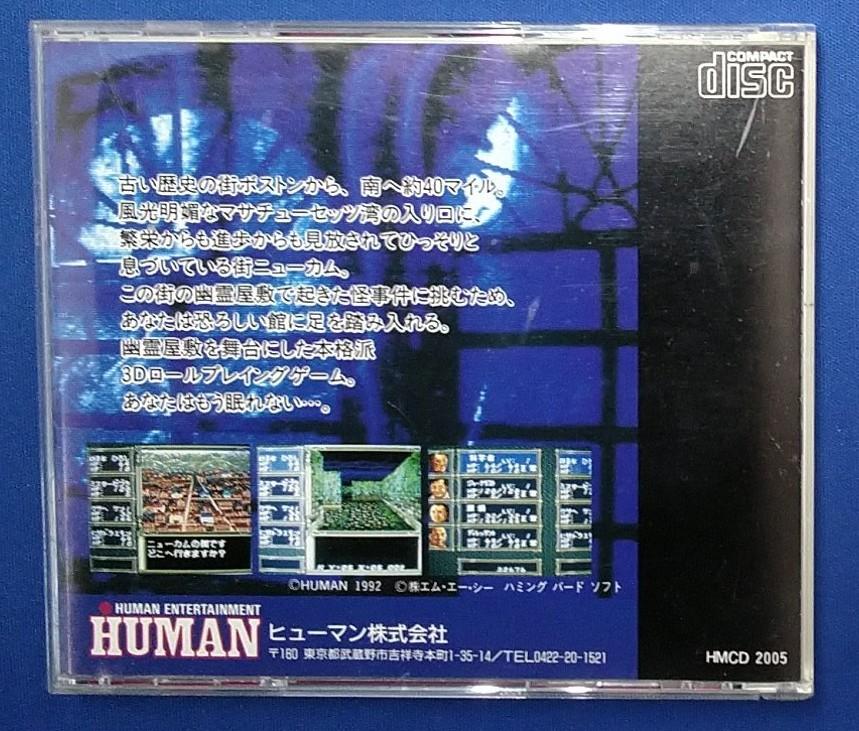 COMPACT
disc
古い歴史の街ボストンから、南へ約40マイル。
風光明媚なマサチューセッツ湾の入り口に、
繁栄からも進歩からも見放されてひっそりと
息づいている街ニューカム。
この街の幽霊屋敷で起きた怪事件に挑むため、
あなたは恐ろしい館に足を踏み入れる。
幽霊屋敷を舞台にした本格派
3Dロールプレイングゲーム。
あなたはもう眠れない…。
ニューカムの街です
どこへ行きますか?
©HUMAN 1992 ©㈱エム・エー・シー ハミング バード ソフト
HUMAN ENTERTAINMENT
HUMAN ヒューマン株式会社
〒180 東京都武蔵野市吉祥寺本町1-35-14/TEL0422-20-1521
HMCD 2005